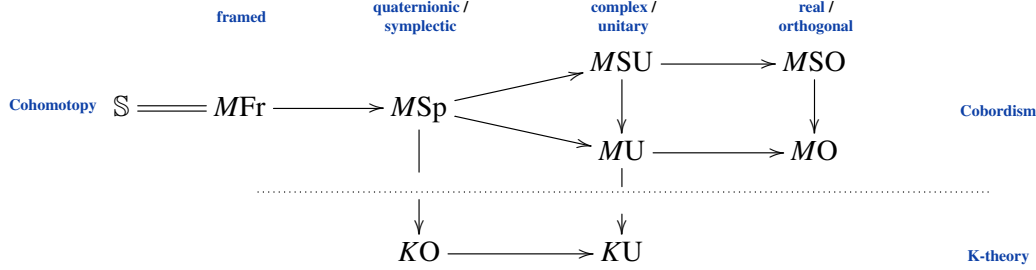 framed
quaternionic /
symplectic
complex /
unitary
real /
orthogonal
MSU MSO
Cohomotopy 𝕊 MFr MSp Cobordism
MU MO
KO KU K-theory